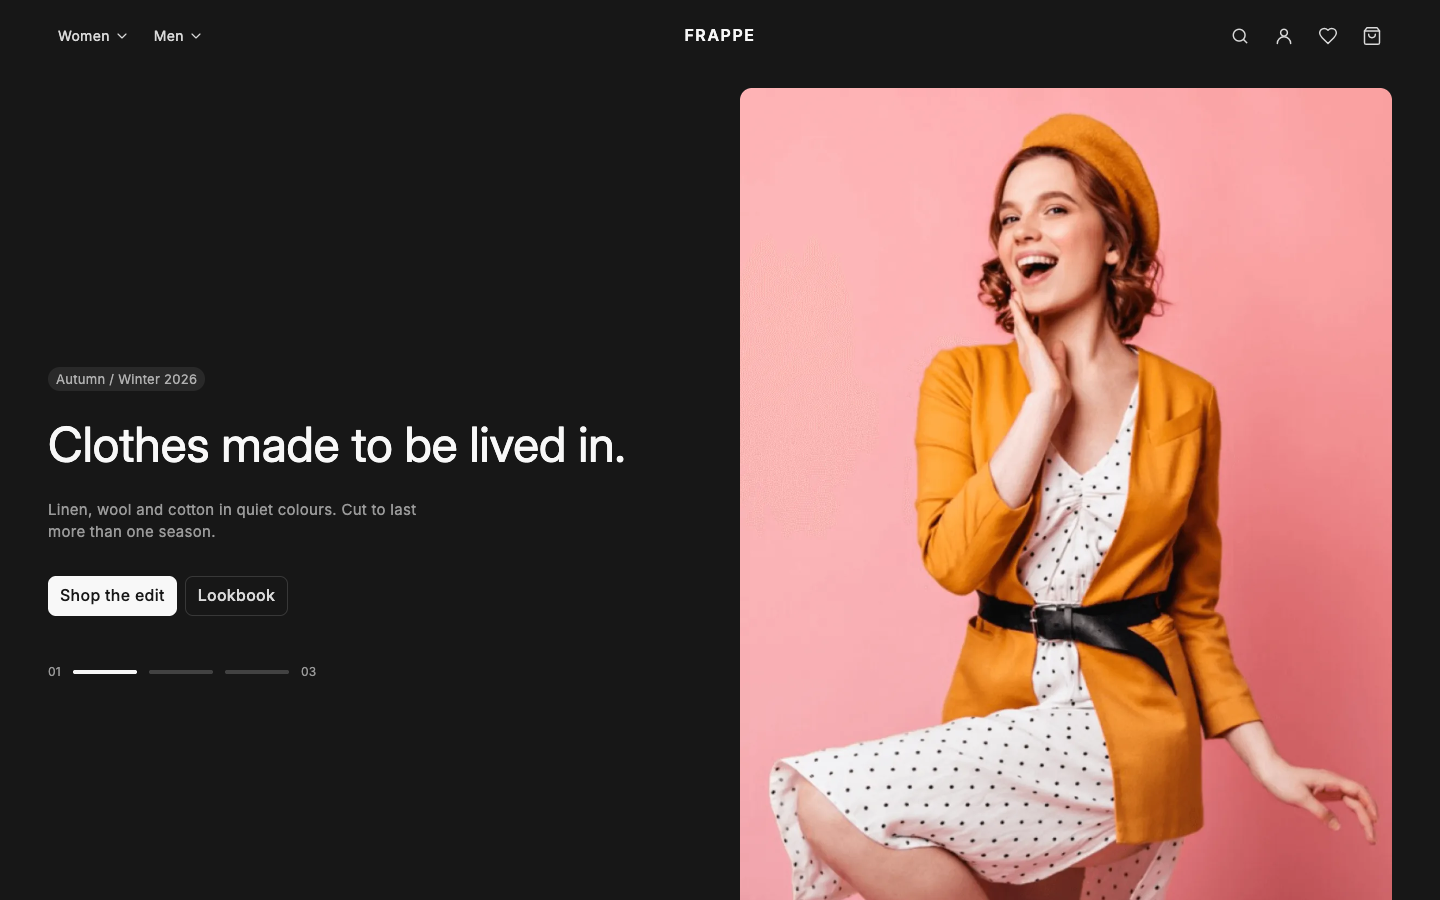 Women
Men
FRAPPE
Autumn / Winter 2026
Clothes made to be lived in.
Linen, wool and cotton in quiet colours. Cut to last
more than one season.
Shop the edit
Lookbook
01
03